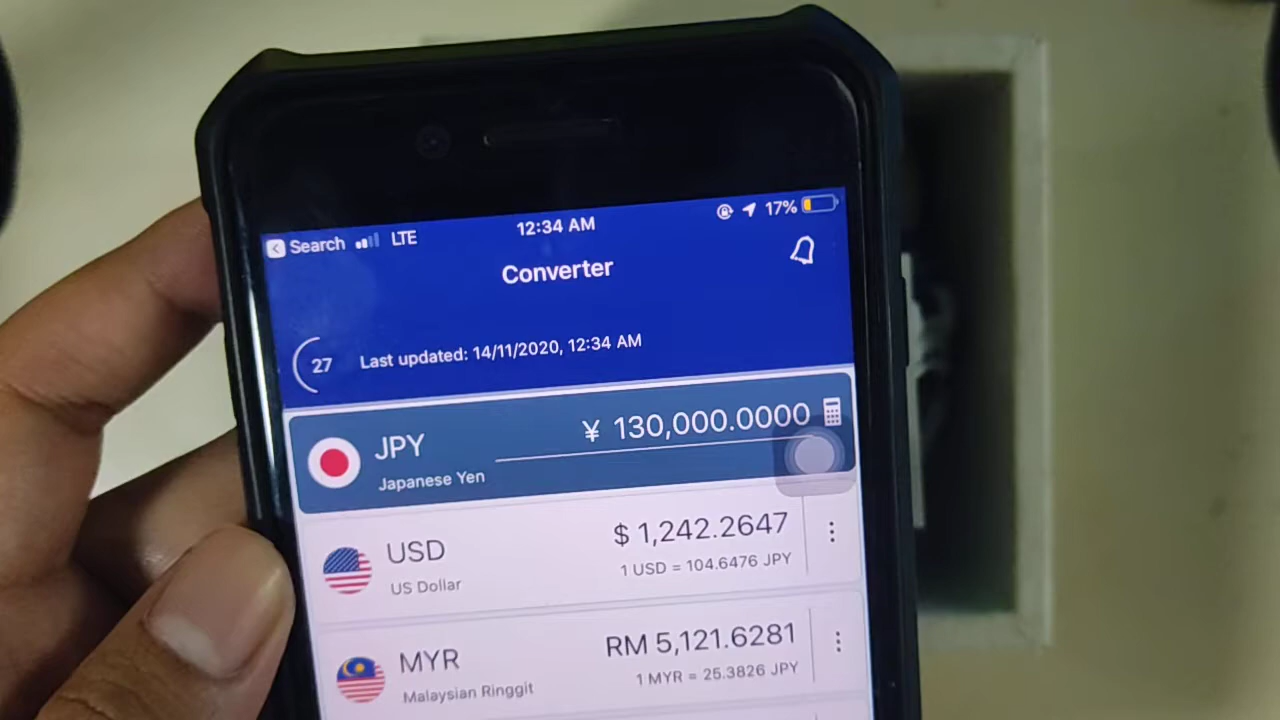 Search LTE 12:34 AM 17%
Converter
27 Last updated: 14/11/2020, 12:34 AM
JPY ¥ 130,000.0000
Japanese Yen
USD $ 1,242.2647
US Dollar 1 USD = 104.6476 JPY
MYR RM 5,121.6281
Malaysian Ringgit 1 MYR = 25.3826 JPY